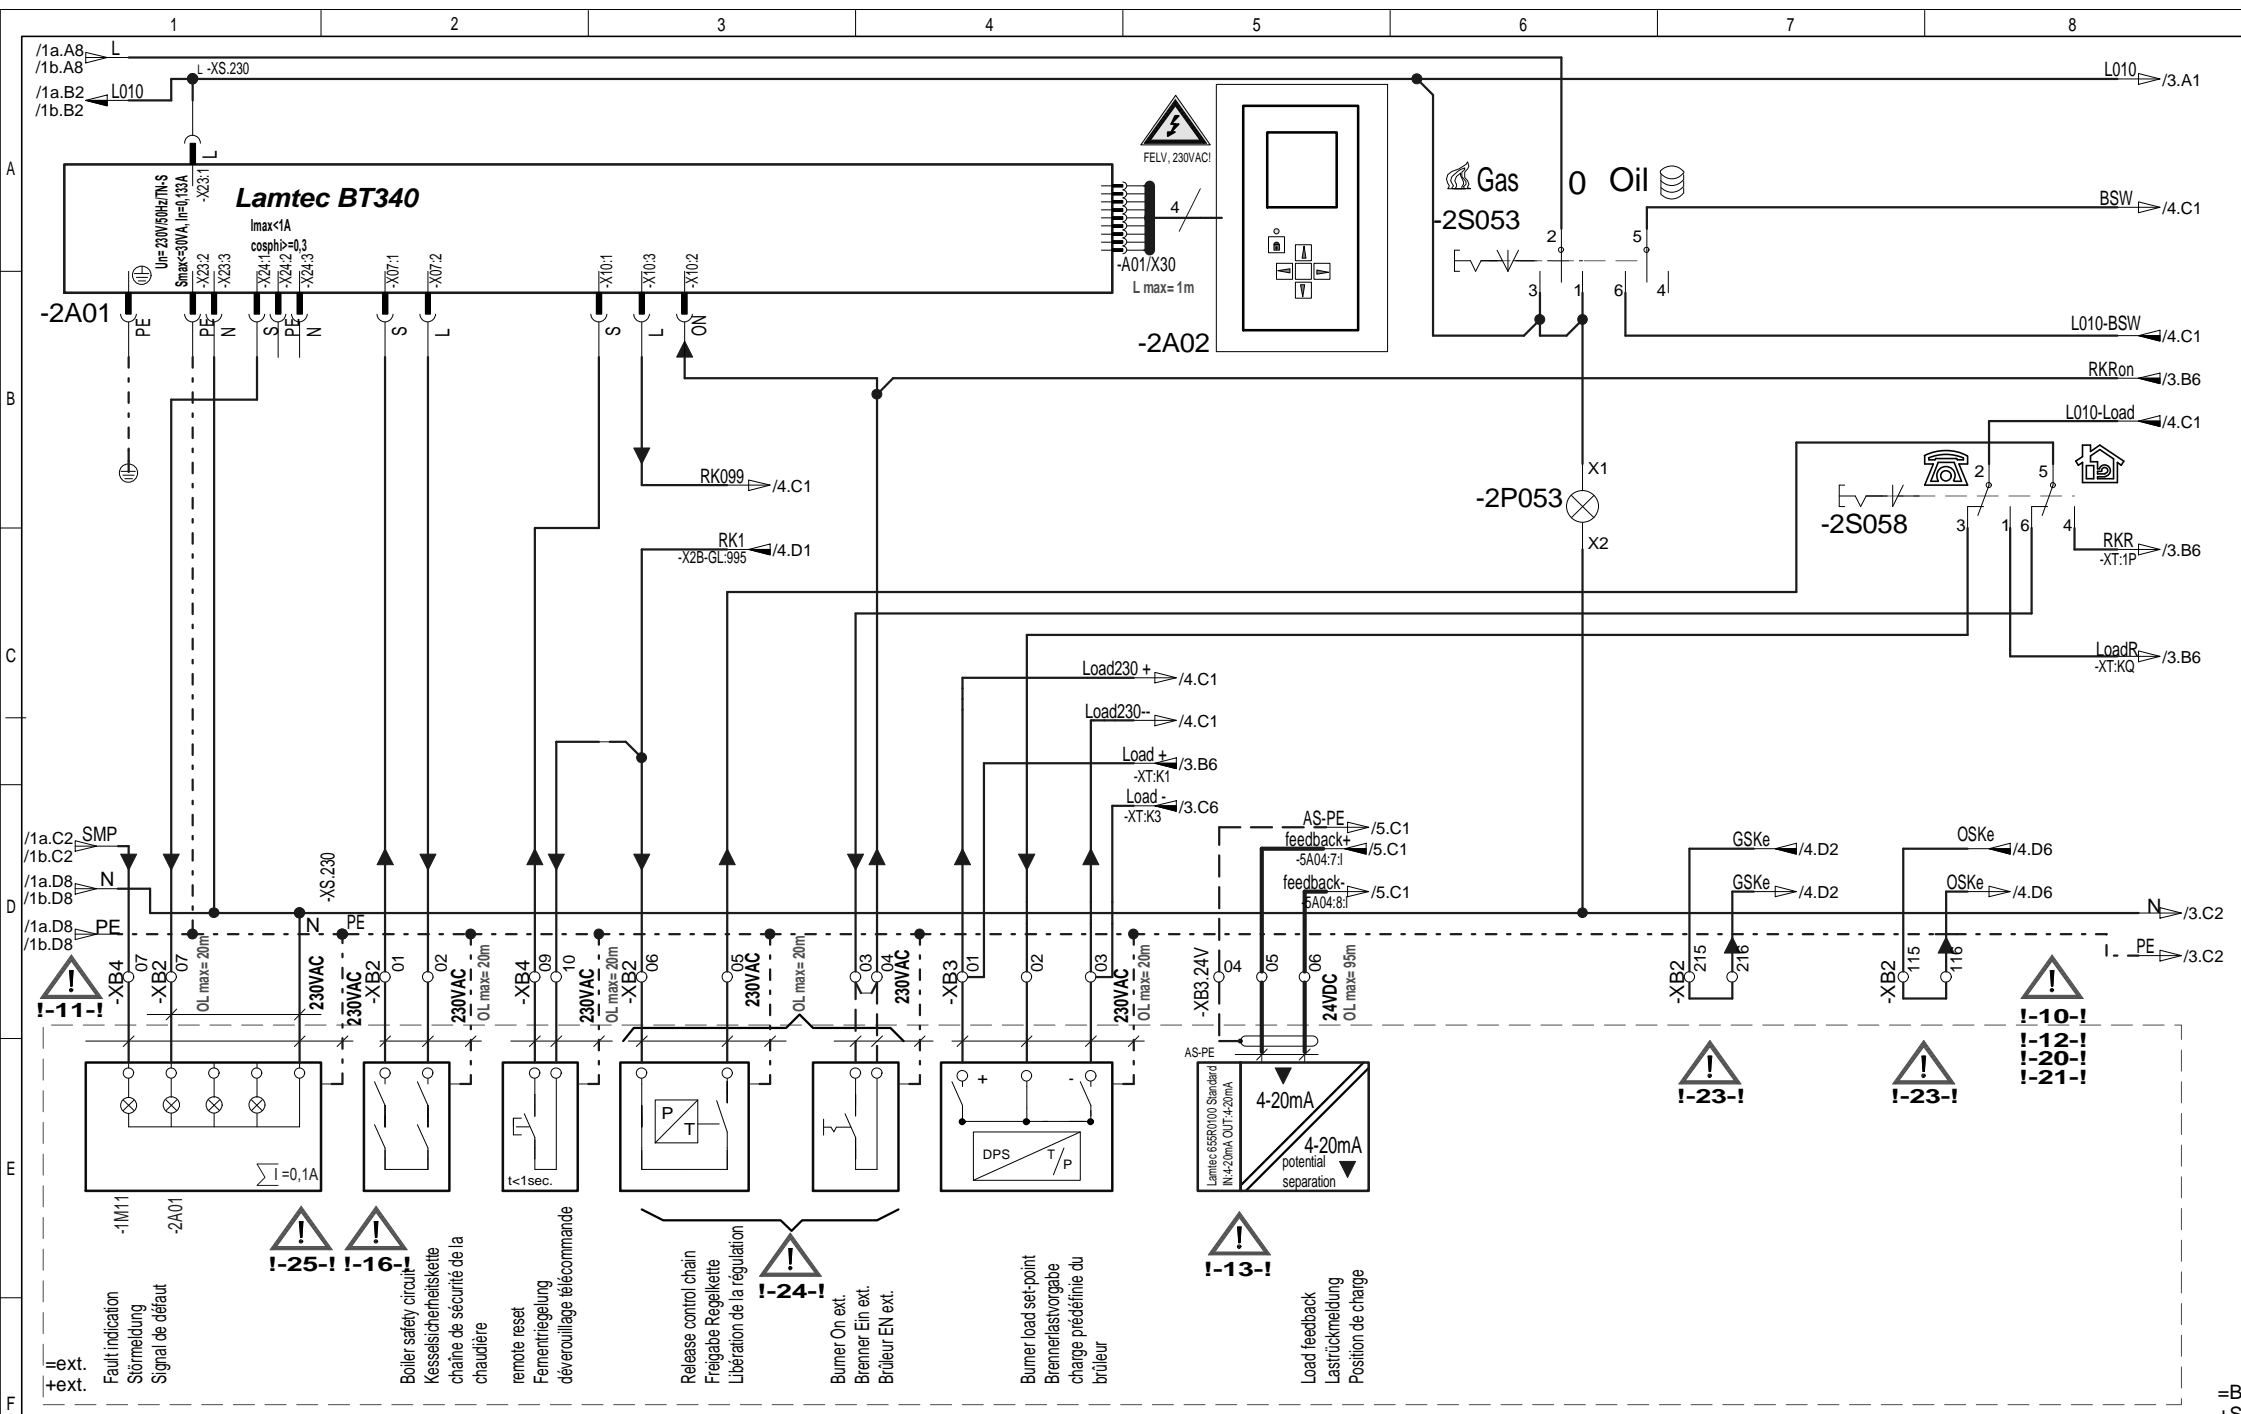 1 2 3 4 5 6 7 8
/1a.A8 L
/1b.A8
L -XS.230
/1a.B2 L010
/1b.B2
L010 /3.A1
A
L
-X23:1
Un= 230V/50Hz/TN-S
Smax<=30VA, In=0,133A
Lamtec BT340
Imax<1A
cosphi>=0,3
-X23:2
-X23:3
-X24:1
-X24:2
-X24:3
-X07:1
-X07:2
-X10:1
-X10:3
-X10:2
FELV, 230VAC!
4
-A01/X30
L max= 1m
-2A02
Gas 0 Oil
-2S053
2 5
3 1 6 4
BSW /4.C1
L010-BSW /4.C1
-2A01
PE
PE
N
S
PE
N
S
L
S
L
ON
B
RKRon /3.B6
L010-Load /4.C1
RK099 /4.C1
RK1 /4.D1
-X2B-GL:995
X1
-2P053
X2
2 5
-2S058
3 1 6 4
RKR /3.B6
-XT:1P
C
LoadR /3.B6
-XT:KQ
Load230 + /4.C1
Load230-- /4.C1
Load + /3.B6
-XT:K1
Load - /3.C6
-XT:K3
AS-PE /5.C1
feedback+ /5.C1
-5A04:7:I
feedback- /5.C1
-5A04:8:I
GSKe /4.D2
GSKe /4.D2
OSKe /4.D6
OSKe /4.D6
/1a.C2 SMP
/1b.C2
/1a.D8 N
/1b.D8
/1a.D8 PE
/1b.D8
D
-XS.230
N PE
N /3.C2
PE /3.C2
!-11-!
-XB4
07
-XB2
07
OL max= 20m
230VAC
230VAC
-XB2
01
02
230VAC
OL max= 20m
-XB4
09
10
230VAC
OL max= 20m
-XB2
06
05
230VAC
OL max= 20m
03
04
230VAC
-XB3
01
02
03
230VAC
OL max= 20m
-XB3.24V
04
05
06
24VDC
OL max= 95m
-XB2
215
216
-XB2
115
116
!-10-!
!-12-!
!-20-!
!-21-!
!-23-!
!-23-!
AS-PE
E
∑I =0,1A
t<1sec.
P
T
+ -
DPS T/P
Lamtec 655R0100 Standard
IN:4-20mA OUT:4-20mA
4-20mA
4-20mA
potential
separation
-1M11
-2A01
!-25-!
!-16-!
!-24-!
!-13-!
Fault indication
Störmeldung
Signal de défaut
Boiler safety circuit
Kesselsicherheitskette
chaîne de sécurité de la
chaudière
remote reset
Fernentriegelung
déverouillage télécommande
Release control chain
Freigabe Regelkette
Libération de la régulation
Burner On ext.
Brenner Ein ext.
Brûleur EN ext.
Burner load set-point
Brennerlastvorgabe
charge prédéfinie du
brûleur
Load feedback
Lastrückmeldung
Position de charge
=ext.
+ext.
F
=B